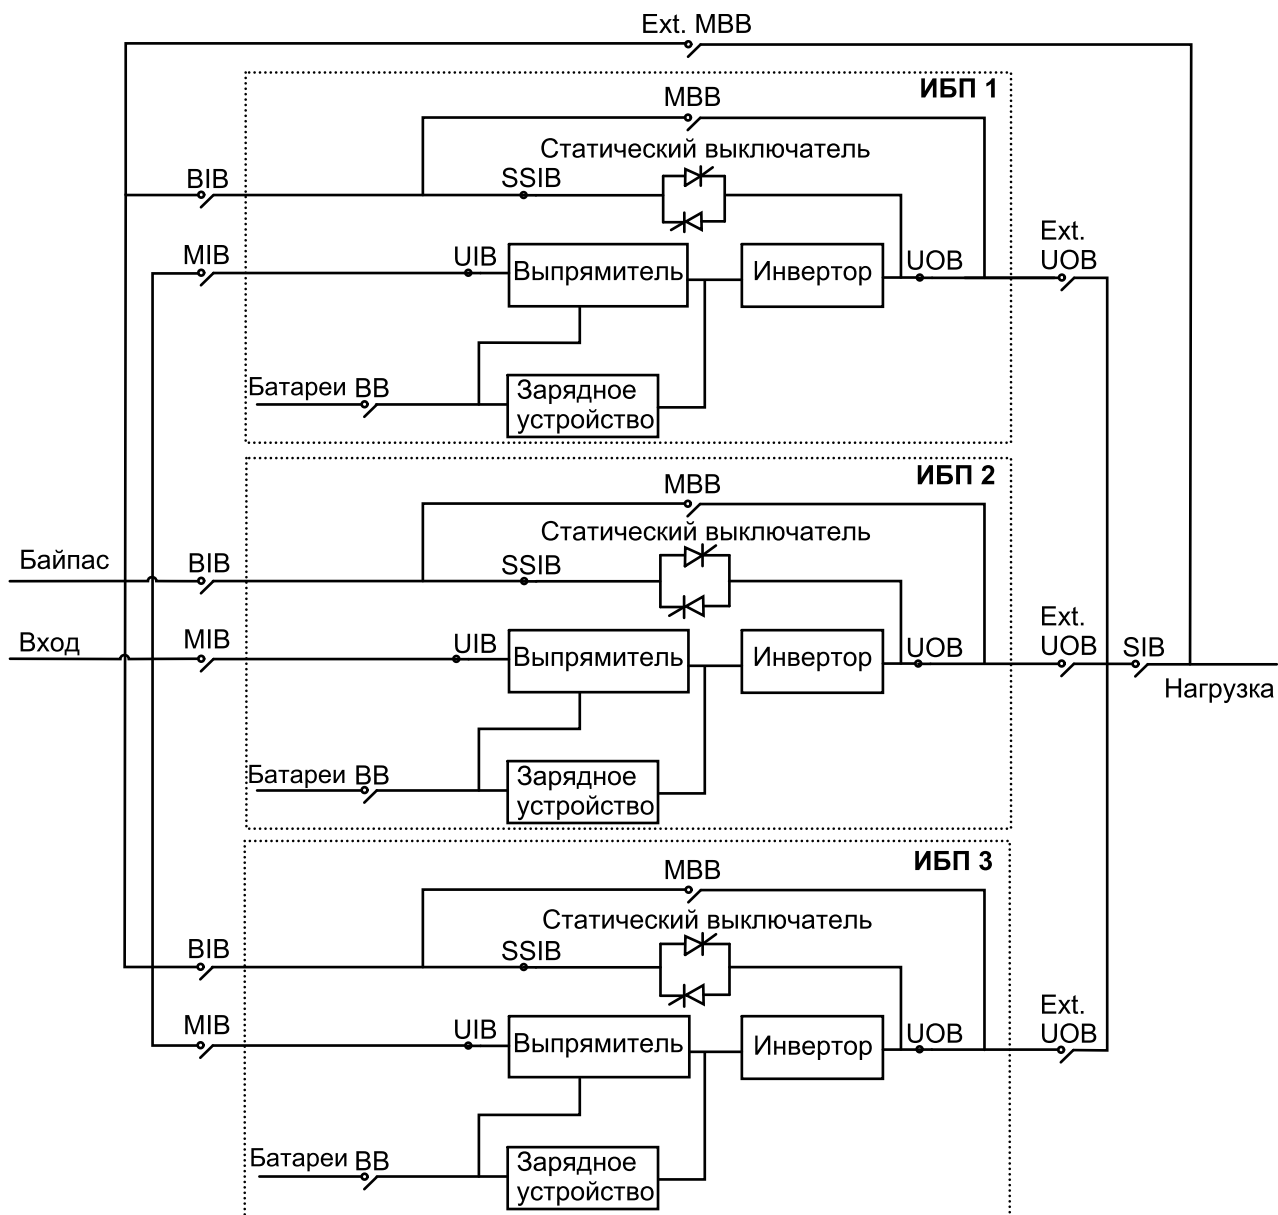 Ext. MBB
ИБП 1
MBB
Статический выключатель
BIB
SSIB
MIB
UIB
Выпрямитель
Инвертор
UOB
Ext.
UOB
Батареи BB
Зарядное
устройство
ИБП 2
MBB
Статический выключатель
Байпас
BIB
SSIB
Вход
MIB
UIB
Выпрямитель
Инвертор
UOB
Ext.
UOB
SIB
Нагрузка
Батареи BB
Зарядное
устройство
ИБП 3
MBB
Статический выключатель
BIB
SSIB
MIB
UIB
Выпрямитель
Инвертор
UOB
Ext.
UOB
Батареи BB
Зарядное
устройство